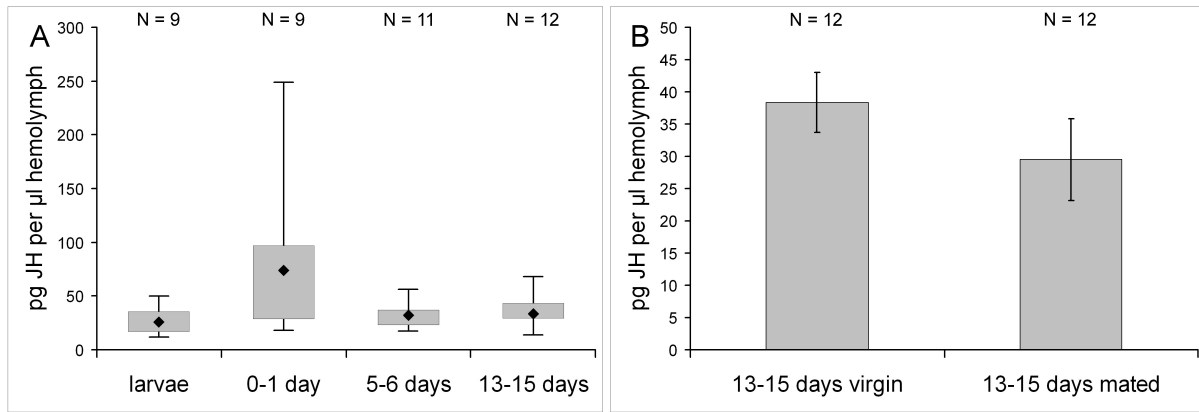 A
N = 9 N = 9 N = 11 N = 12
pg JH per µl hemolymph
300
250
200
150
100
50
0
larvae 0-1 day 5-6 days 13-15 days
B
N = 12 N = 12
pg JH per µl hemolymph
50
45
40
35
30
25
20
15
10
5
0
13-15 days virgin 13-15 days mated